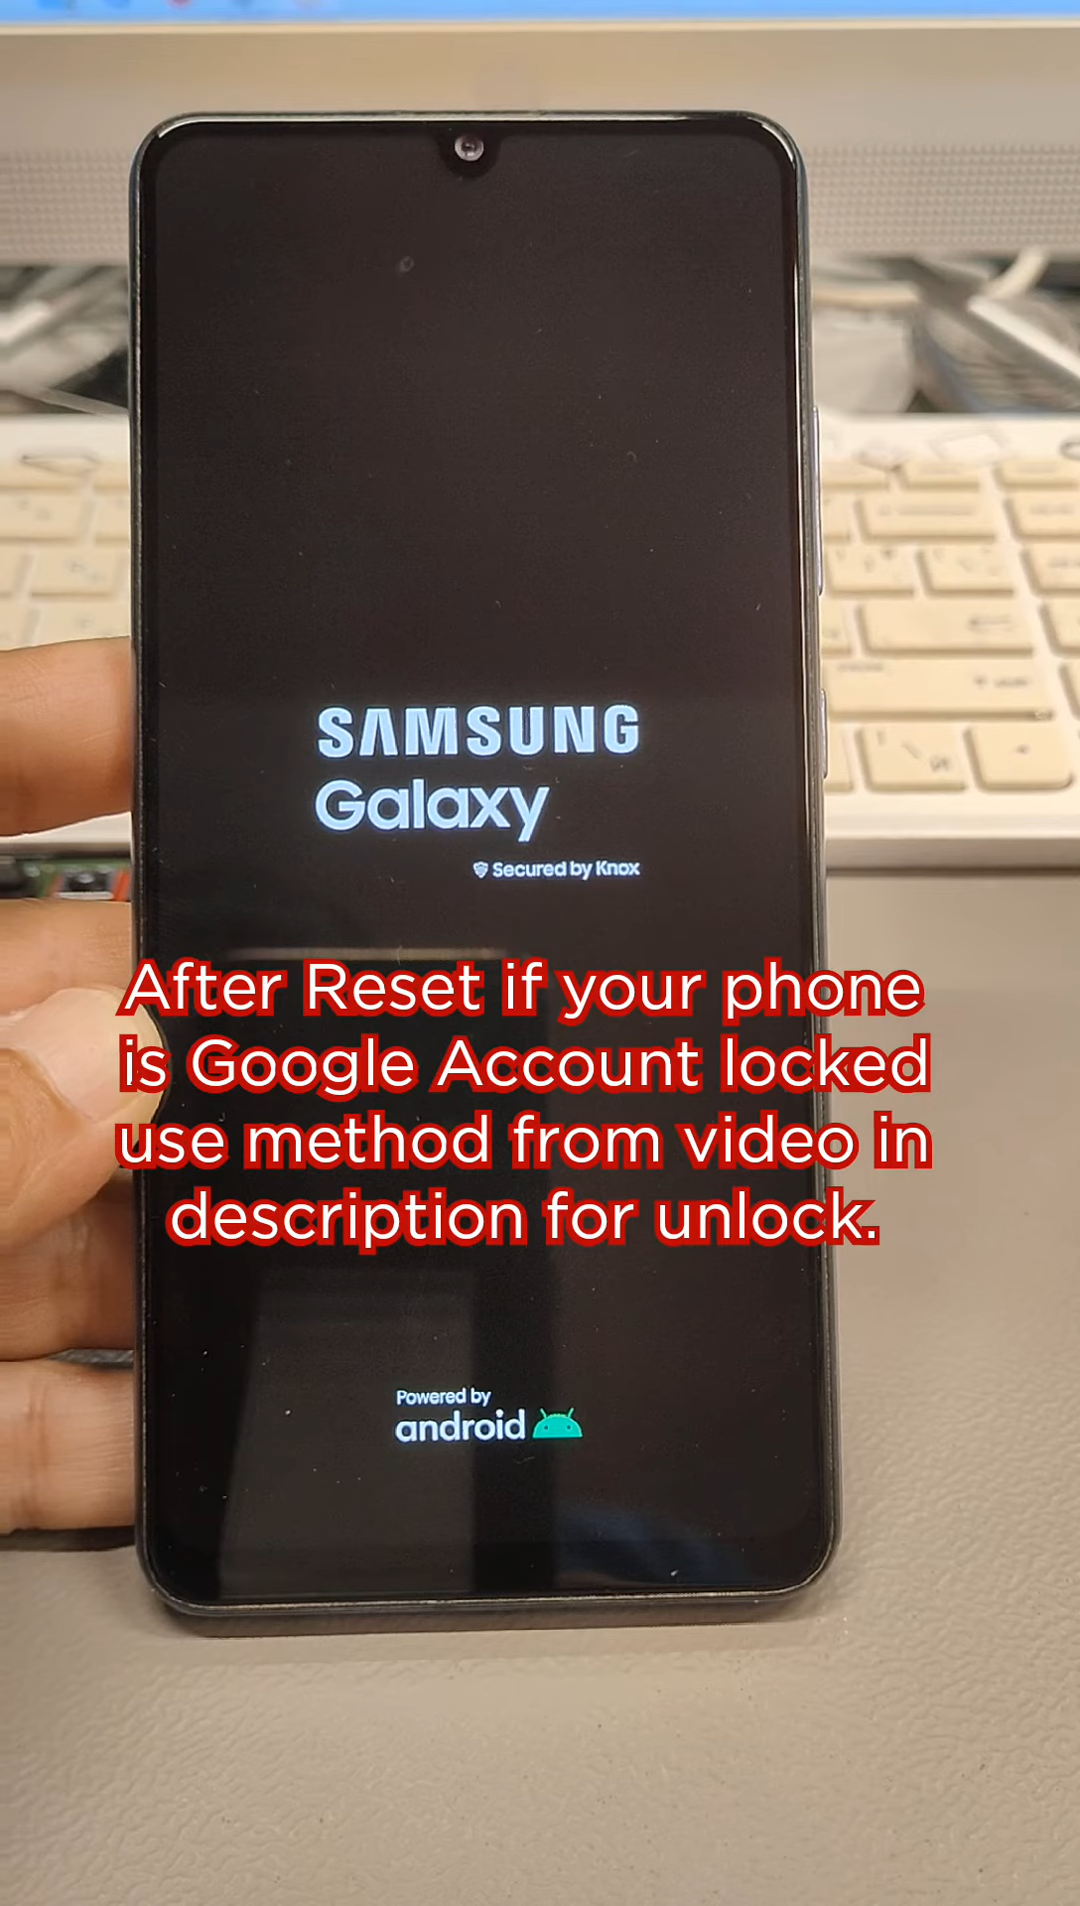 SAMSUNG
Galaxy
Secured by Knox
After Reset if your phone
is Google Account locked
use method from video in
description for unlock.
Powered by
android